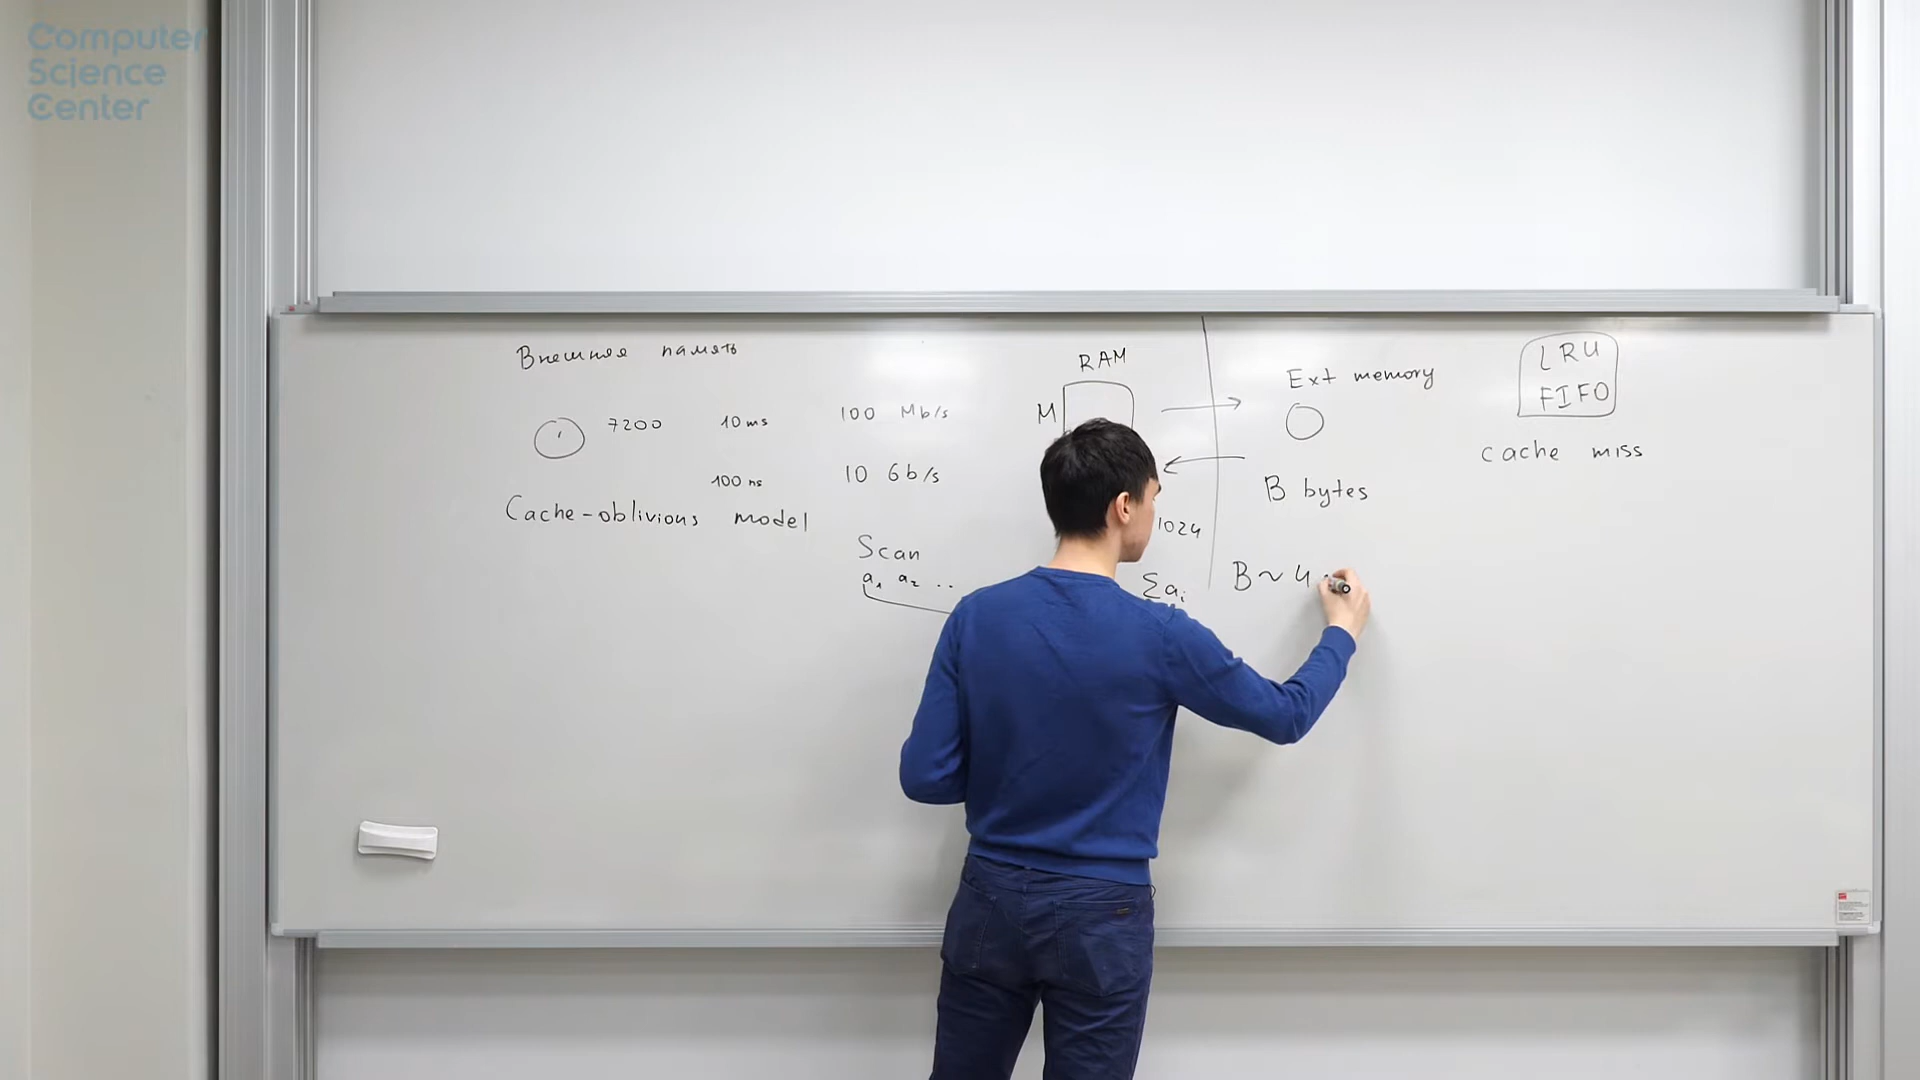 Computer
Science
Center
Внешняя память
7200 10 ms 100 Mb/s
100 ns 10 Gb/s
Cache-oblivious model
Scan
a₁ a₂ ..
RAM
M
1024
∑aᵢ
Ext memory
B bytes
B ~ 4
LRU
FIFO
cache miss